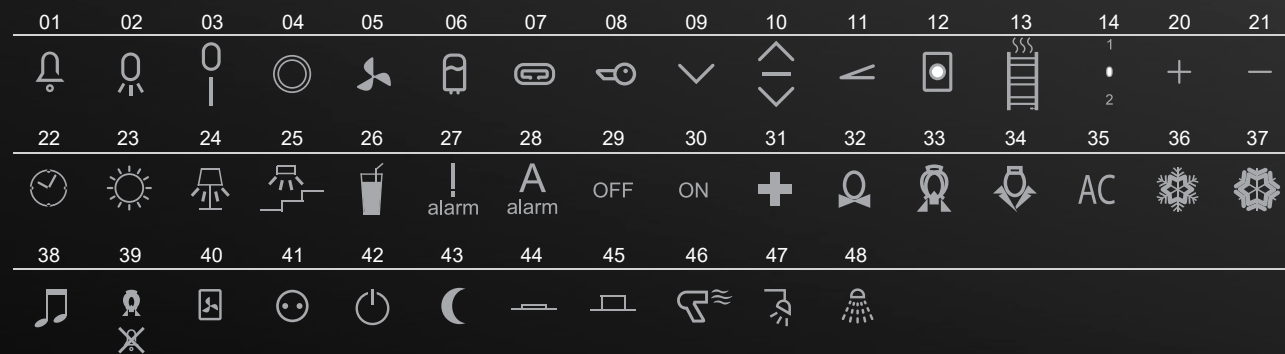 01 02 03 04 05 06 07 08 09 10 11 12 13 14 20 21
1
2
22 23 24 25 26 27 28 29 30 31 32 33 34 35 36 37
A
OFF ON AC
alarm alarm
38 39 40 41 42 43 44 45 46 47 48